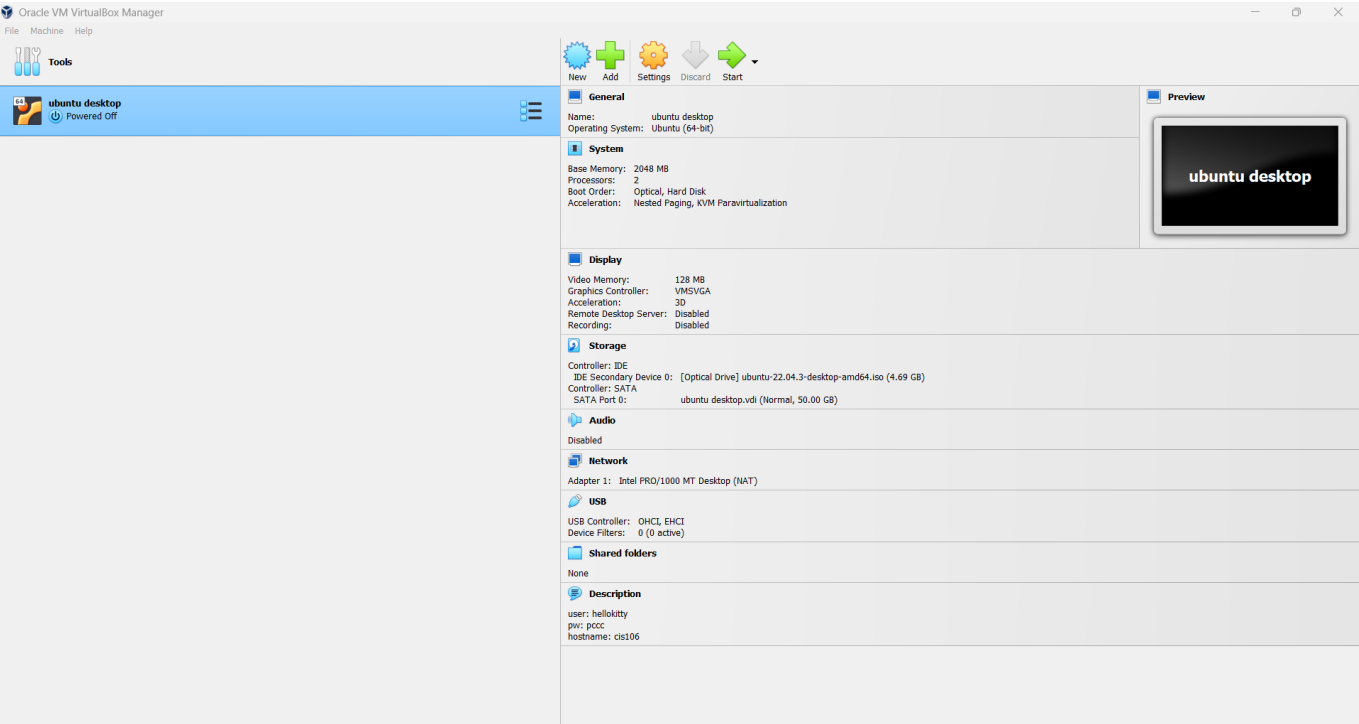 Oracle VM VirtualBox Manager
File Machine Help
Tools
64
ubuntu desktop
Powered Off
New Add Settings Discard Start
General
Name: ubuntu desktop
Operating System: Ubuntu (64-bit)
Preview
ubuntu desktop
System
Base Memory: 2048 MB
Processors: 2
Boot Order: Optical, Hard Disk
Acceleration: Nested Paging, KVM Paravirtualization
Display
Video Memory: 128 MB
Graphics Controller: VMSVGA
Acceleration: 3D
Remote Desktop Server: Disabled
Recording: Disabled
Storage
Controller: IDE
IDE Secondary Device 0: [Optical Drive] ubuntu-22.04.3-desktop-amd64.iso (4.69 GB)
Controller: SATA
SATA Port 0: ubuntu desktop.vdi (Normal, 50.00 GB)
Audio
Disabled
Network
Adapter 1: Intel PRO/1000 MT Desktop (NAT)
USB
USB Controller: OHCI, EHCI
Device Filters: 0 (0 active)
Shared folders
None
Description
user: hellokitty
pw: pccc
hostname: cis106